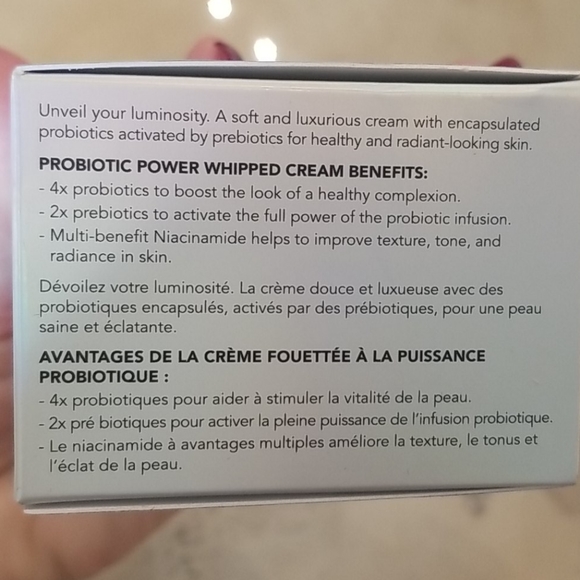 Unveil your luminosity. A soft and luxurious cream with encapsulated
probiotics activated by prebiotics for healthy and radiant-looking skin.
PROBIOTIC POWER WHIPPED CREAM BENEFITS:
- 4x probiotics to boost the look of a healthy complexion.
- 2x prebiotics to activate the full power of the probiotic infusion.
- Multi-benefit Niacinamide helps to improve texture, tone, and
radiance in skin.
Dévoilez votre luminosité. La crème douce et luxueuse avec des
probiotiques encapsulés, activés par des prébiotiques, pour une peau
saine et éclatante.
AVANTAGES DE LA CRÈME FOUETTÉE À LA PUISSANCE
PROBIOTIQUE :
- 4x probiotiques pour aider à stimuler la vitalité de la peau.
- 2x pré biotiques pour activer la pleine puissance de l'infusion probiotique.
- Le niacinamide à avantages multiples améliore la texture, le tonus et
l'éclat de la peau.